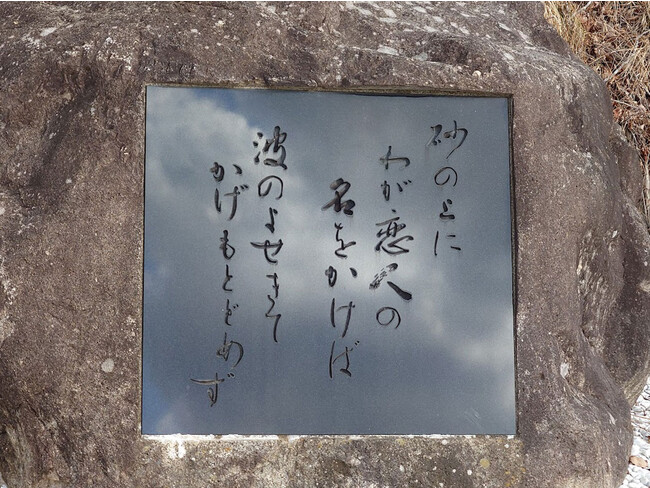 砂の上に
わが恋人の
名をかけば
波のよせきて
かげもとどめず